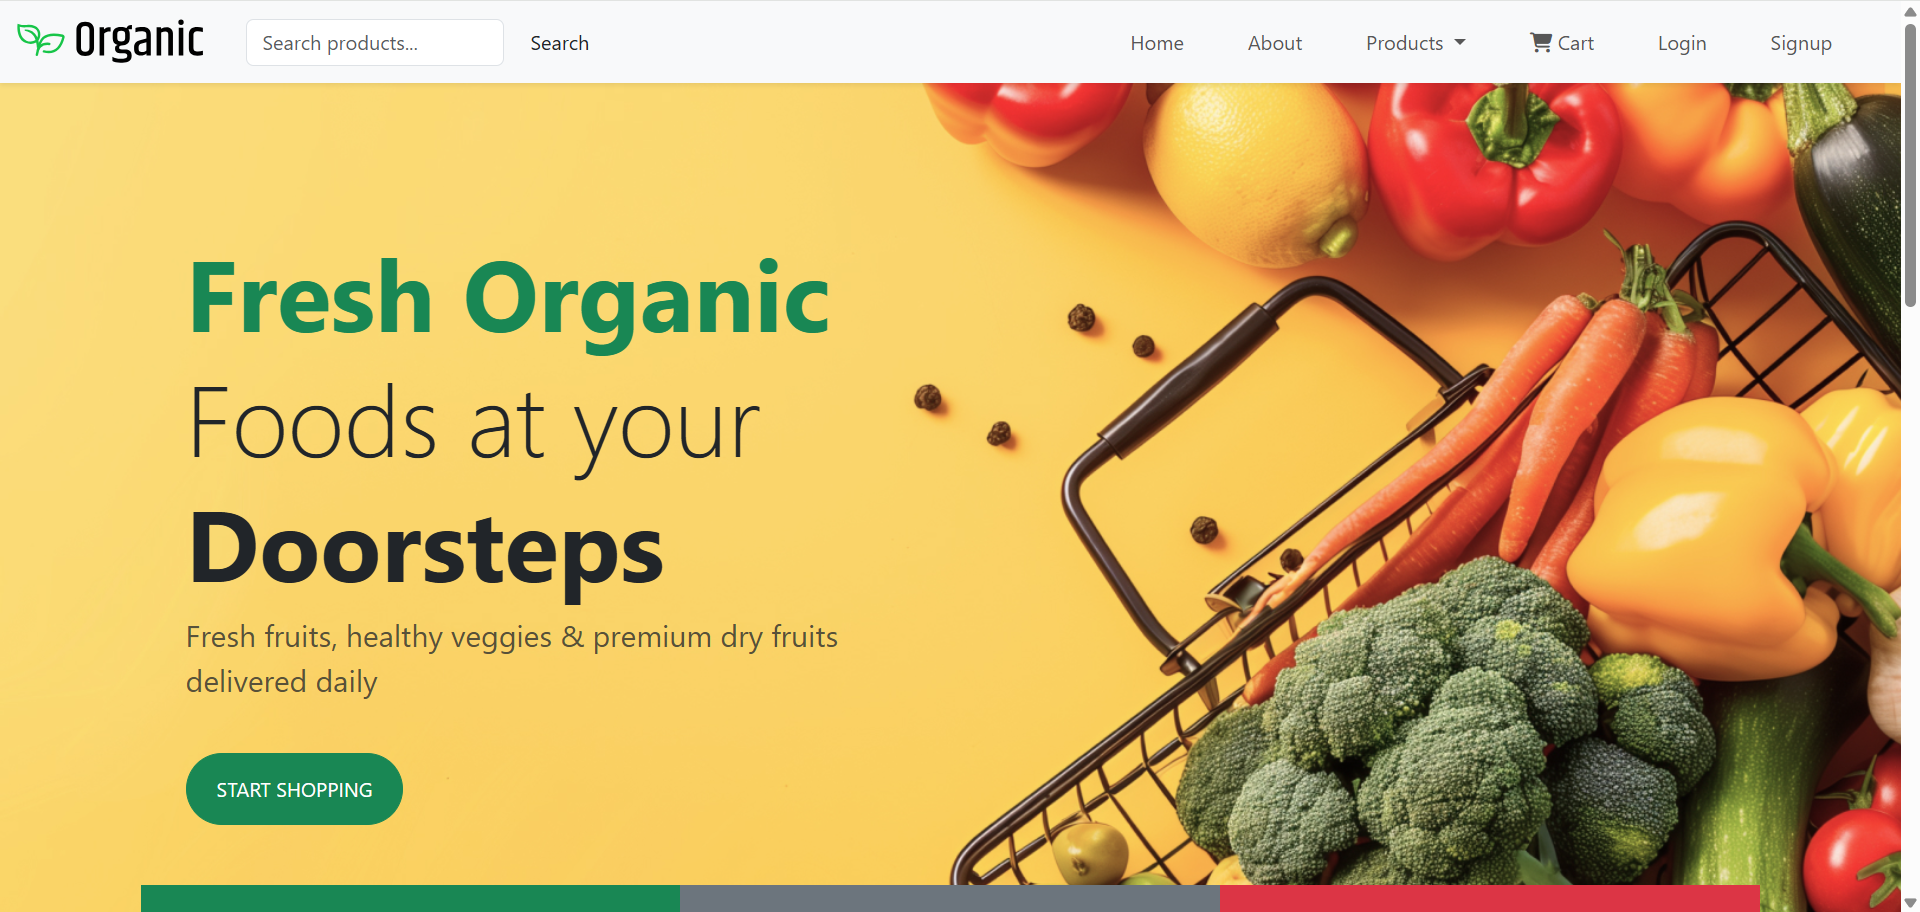 Organic
Search products...
Search
Home
About
Products
Cart
Login
Signup
Fresh Organic
Foods at your
Doorsteps
Fresh fruits, healthy veggies & premium dry fruits
delivered daily
START SHOPPING